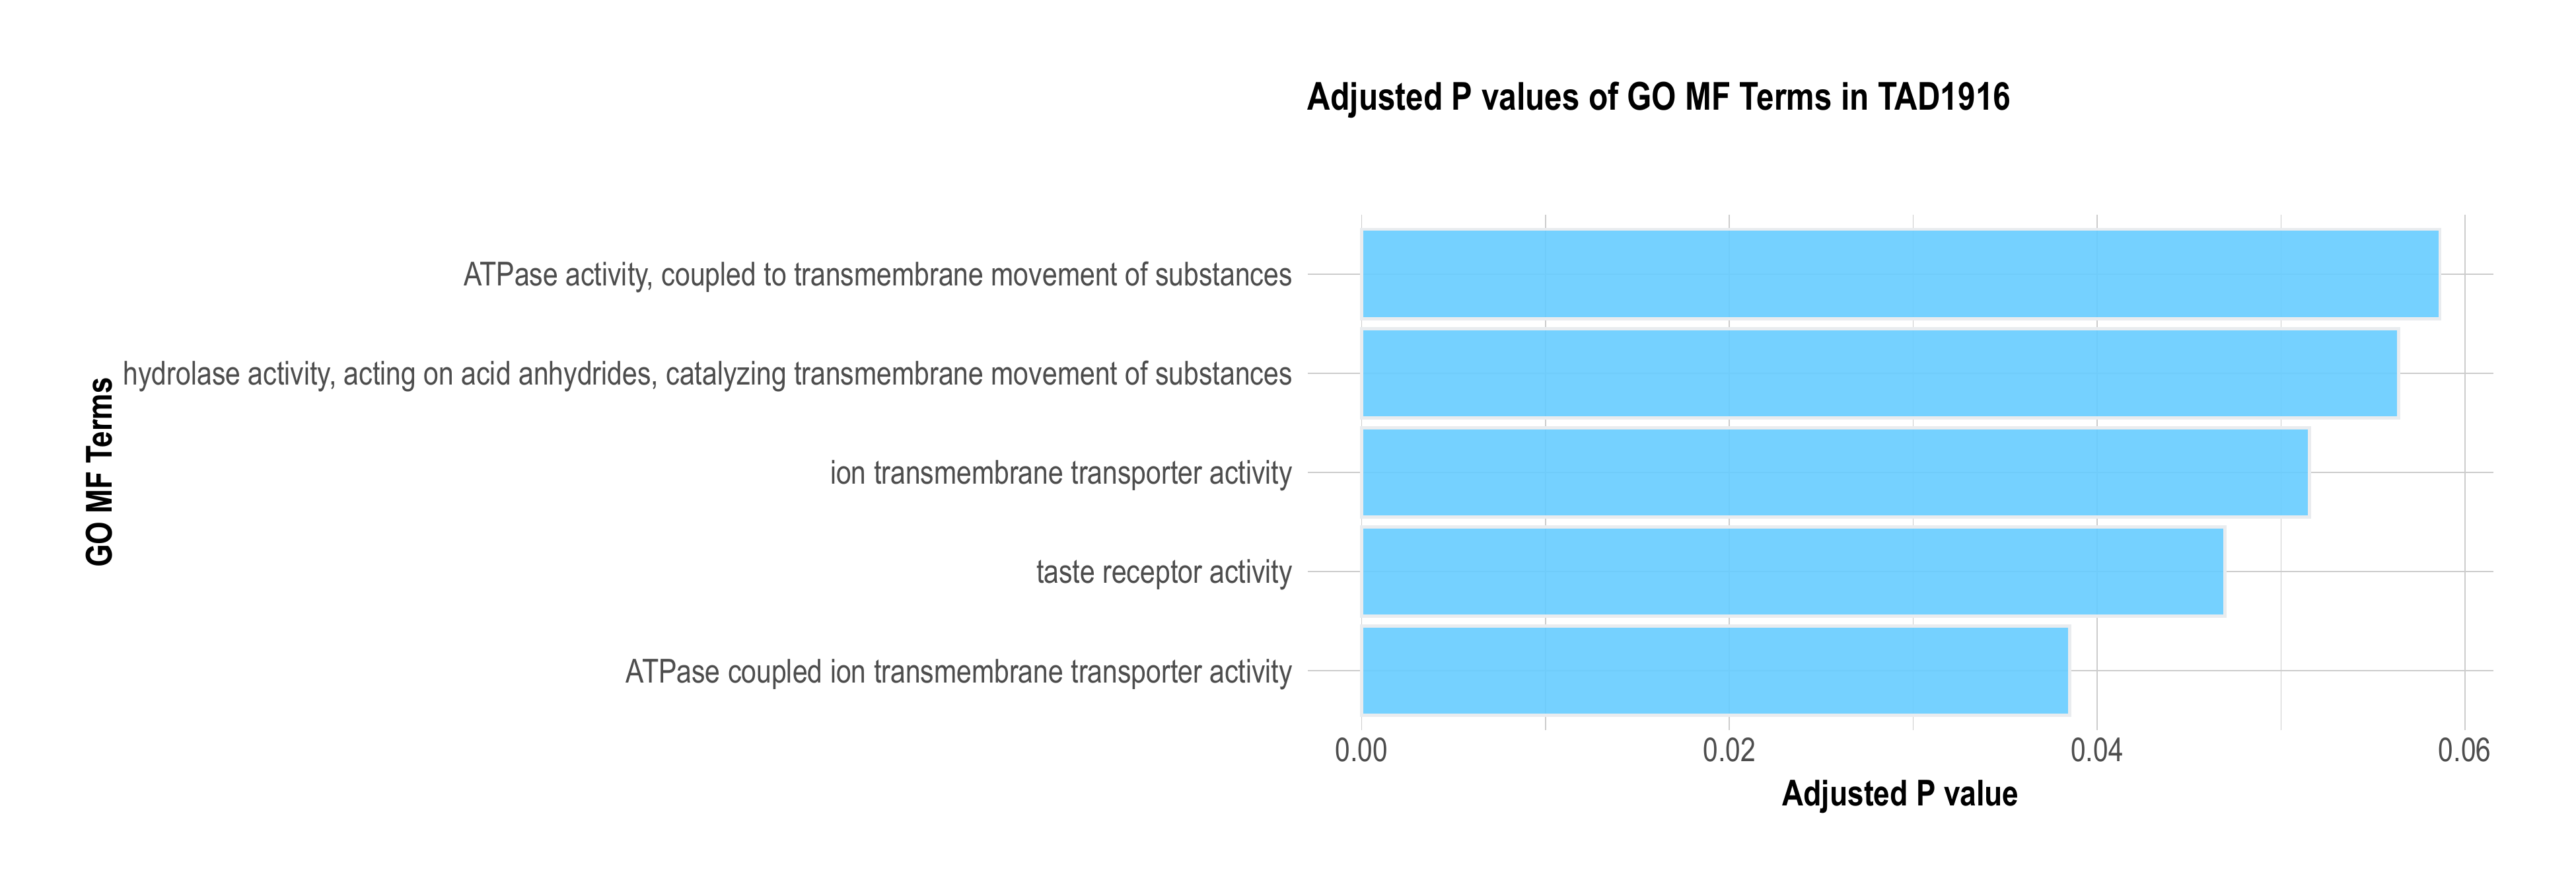 Adjusted P values of GO MF Terms in TAD1916
GO MF Terms
ATPase activity, coupled to transmembrane movement of substances
hydrolase activity, acting on acid anhydrides, catalyzing transmembrane movement of substances
ion transmembrane transporter activity
taste receptor activity
ATPase coupled ion transmembrane transporter activity
0.00 0.02 0.04 0.06
Adjusted P value